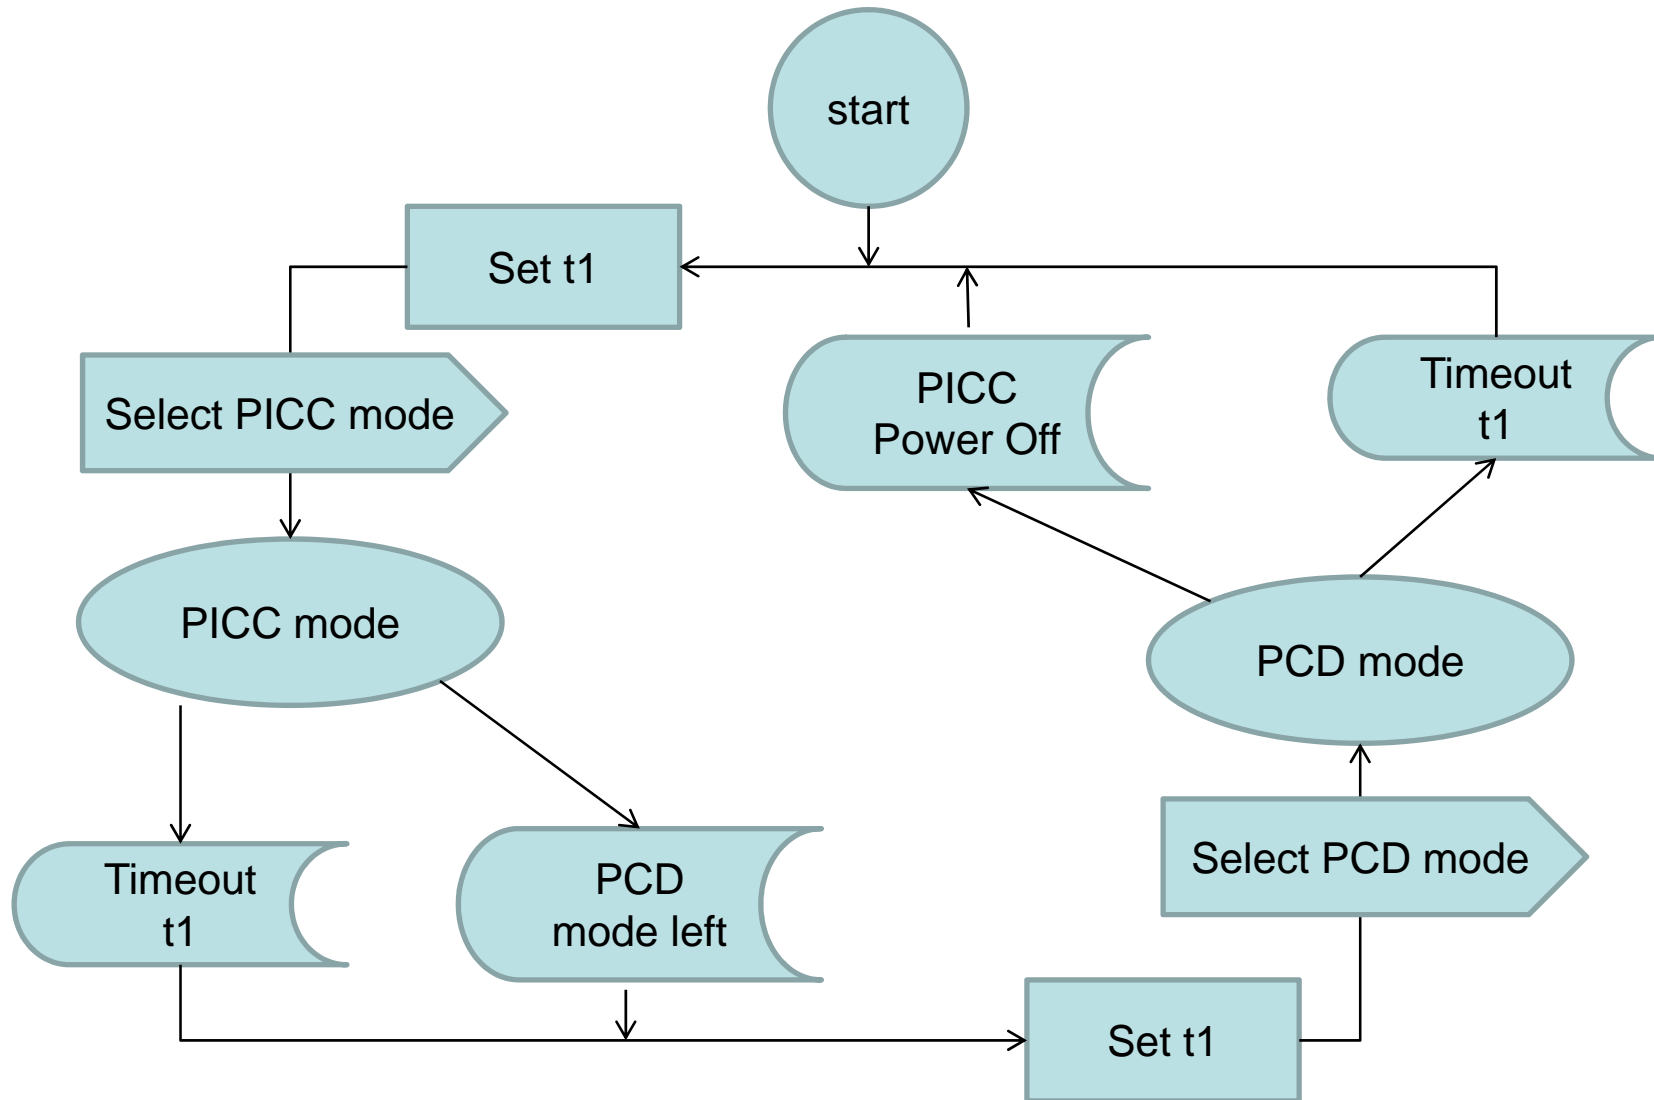 start
Set t1
Select PICC mode
PICC
Power Off
Timeout
t1
PICC mode
PCD mode
Timeout
t1
PCD
mode left
Select PCD mode
Set t1